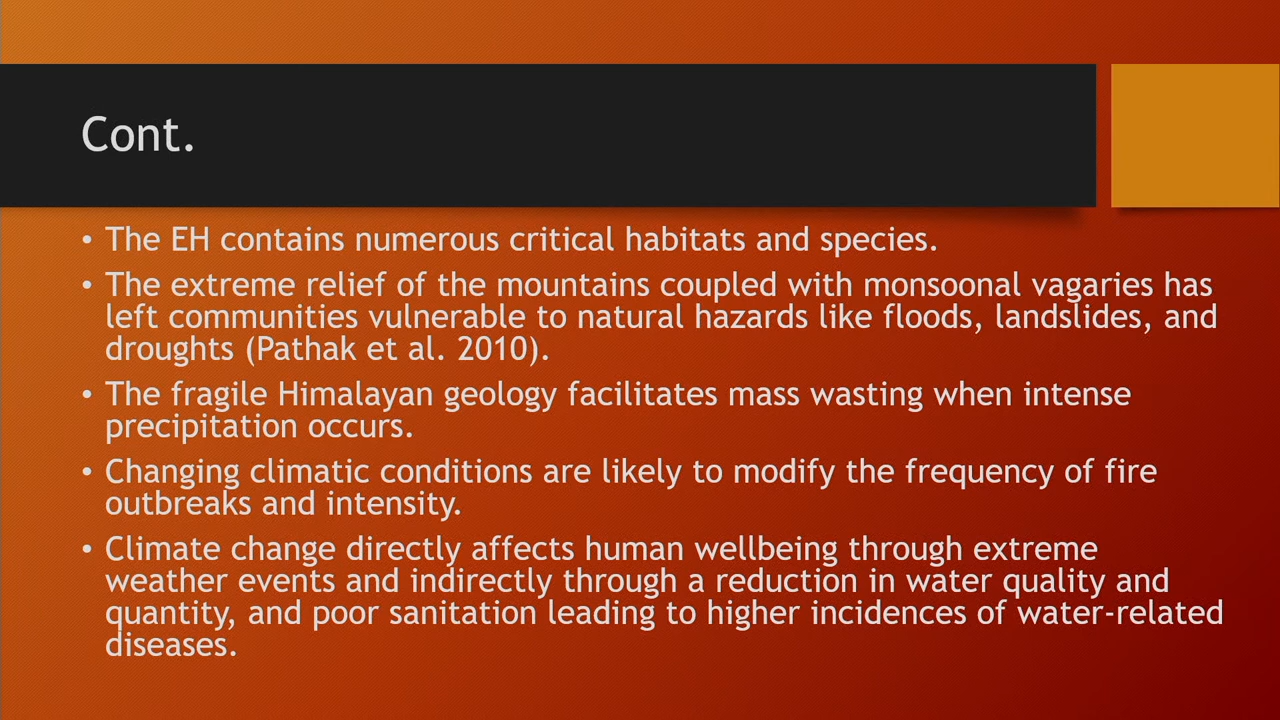 Cont.
• The EH contains numerous critical habitats and species.
• The extreme relief of the mountains coupled with monsoonal vagaries has
left communities vulnerable to natural hazards like floods, landslides, and
droughts (Pathak et al. 2010).
• The fragile Himalayan geology facilitates mass wasting when intense
precipitation occurs.
• Changing climatic conditions are likely to modify the frequency of fire
outbreaks and intensity.
• Climate change directly affects human wellbeing through extreme
weather events and indirectly through a reduction in water quality and
quantity, and poor sanitation leading to higher incidences of water-related
diseases.